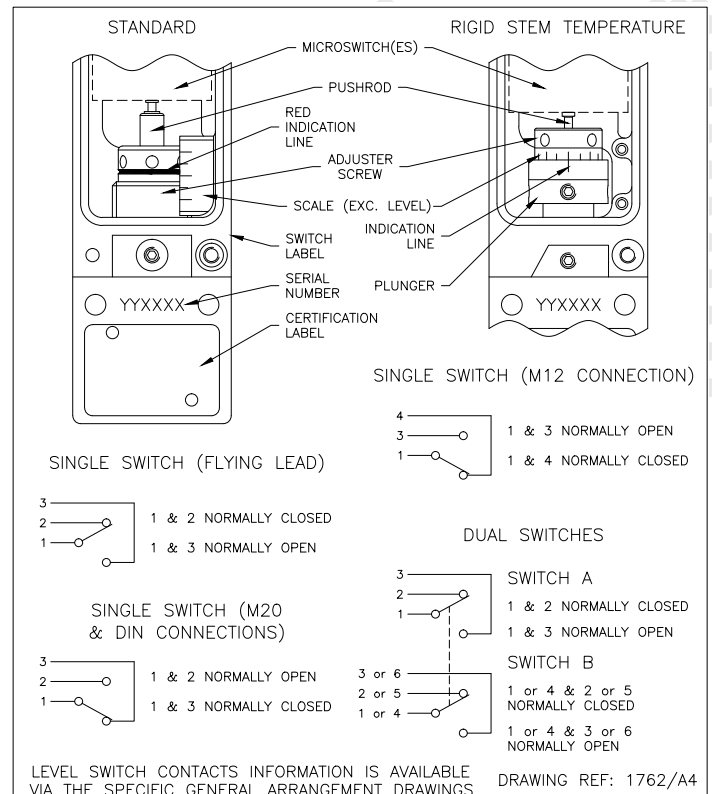 STANDARD
RIGID STEM TEMPERATURE
MICROSWITCH(ES)
PUSHROD
RED
INDICATION
LINE
ADJUSTER
SCREW
SCALE (EXC. LEVEL)
INDICATION
LINE
SWITCH
LABEL
SERIAL
NUMBER
PLUNGER
CERTIFICATION
LABEL
YYXXXX
YYXXXX
SINGLE SWITCH (M12 CONNECTION)
4
3
1
1 & 3 NORMALLY OPEN
1 & 4 NORMALLY CLOSED
SINGLE SWITCH (FLYING LEAD)
3
2
1
1 & 2 NORMALLY CLOSED
1 & 3 NORMALLY OPEN
DUAL SWITCHES
3
2
1
SWITCH A
1 & 2 NORMALLY CLOSED
1 & 3 NORMALLY OPEN
SINGLE SWITCH (M20
& DIN CONNECTIONS)
3
2
1
1 & 2 NORMALLY OPEN
1 & 3 NORMALLY CLOSED
3 or 6
2 or 5
1 or 4
SWITCH B
1 or 4 & 2 or 5
NORMALLY CLOSED
1 or 4 & 3 or 6
NORMALLY OPEN
LEVEL SWITCH CONTACTS INFORMATION IS AVAILABLE
VIA THE SPECIFIC GENERAL ARRANGEMENT DRAWINGS
DRAWING REF: 1762/A4